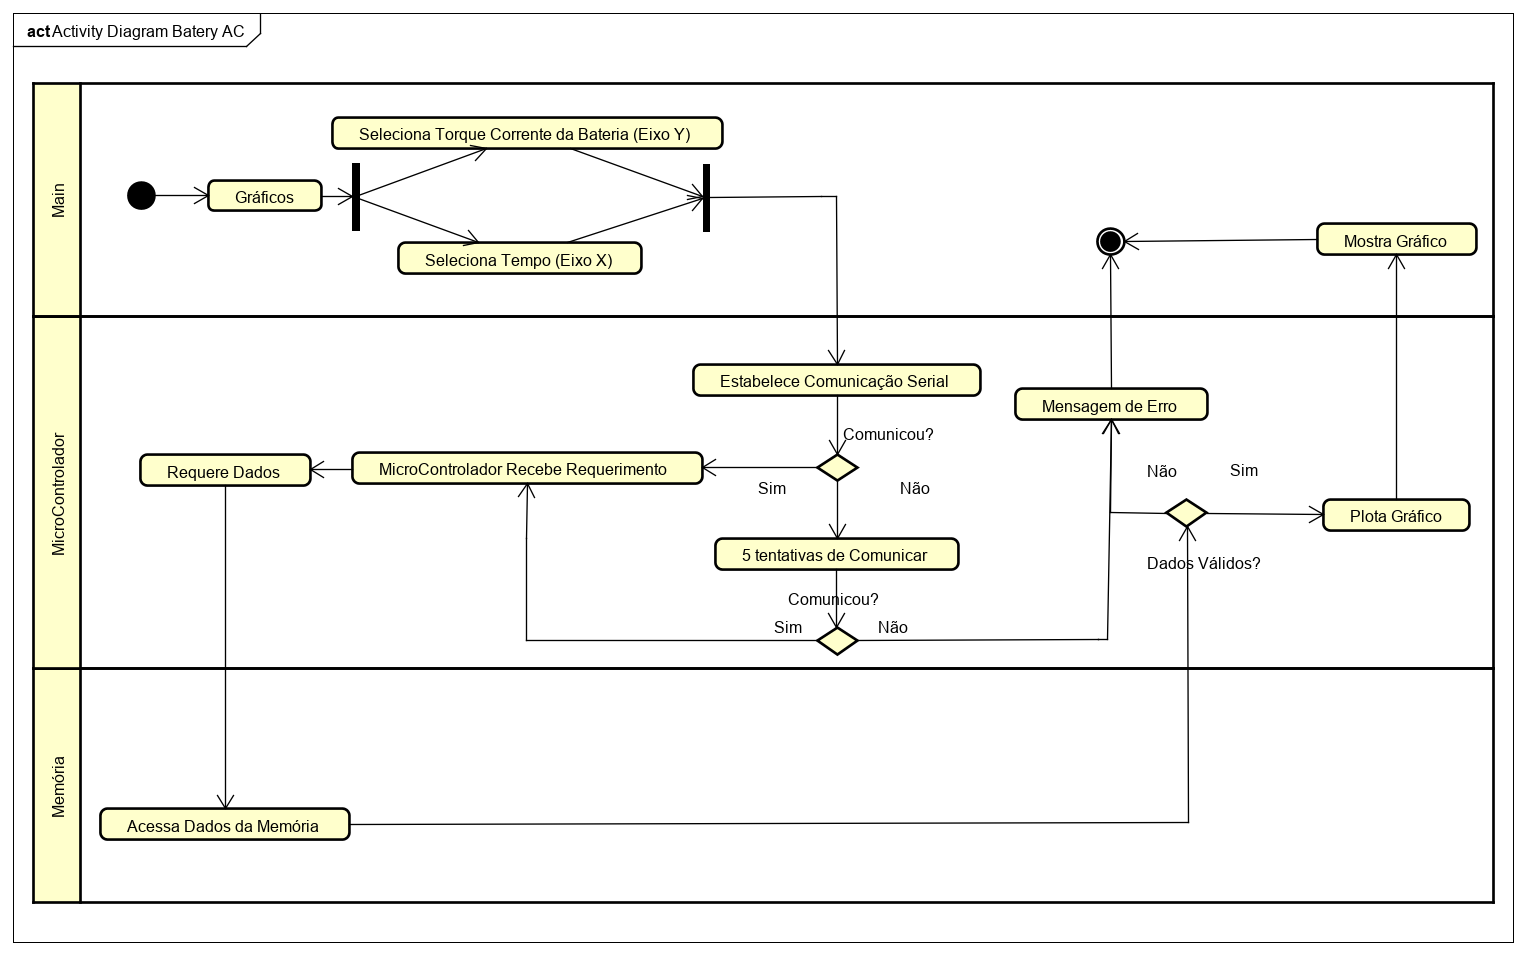 act Activity Diagram Batery AC
Main
Seleciona Torque Corrente da Bateria (Eixo Y)
Gráficos
Seleciona Tempo (Eixo X)
Mostra Gráfico
MicroControlador
Estabelece Comunicação Serial
Mensagem de Erro
Comunicou?
Requere Dados
MicroControlador Recebe Requerimento
Sim
Não
Não
Sim
Plota Gráfico
5 tentativas de Comunicar
Dados Válidos?
Comunicou?
Sim
Não
Memória
Acessa Dados da Memória